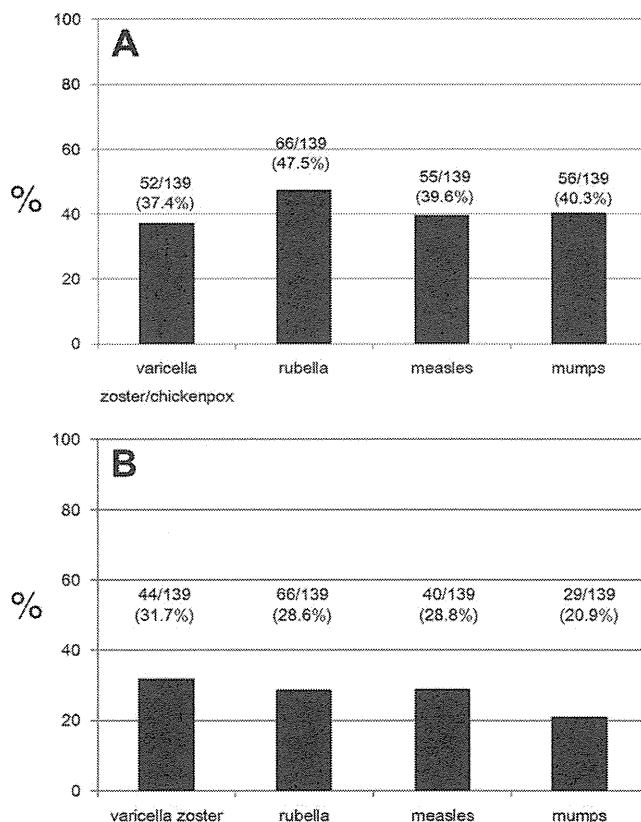 A
100
80
60
40
20
0
%
52/139
(37.4%)
66/139
(47.5%)
55/139
(39.6%)
56/139
(40.3%)
varicella
zoster/chickenpox
rubella
measles
mumps
B
100
80
60
40
20
0
%
44/139
(31.7%)
66/139
(28.6%)
40/139
(28.8%)
29/139
(20.9%)
varicella zoster
rubella
measles
mumps